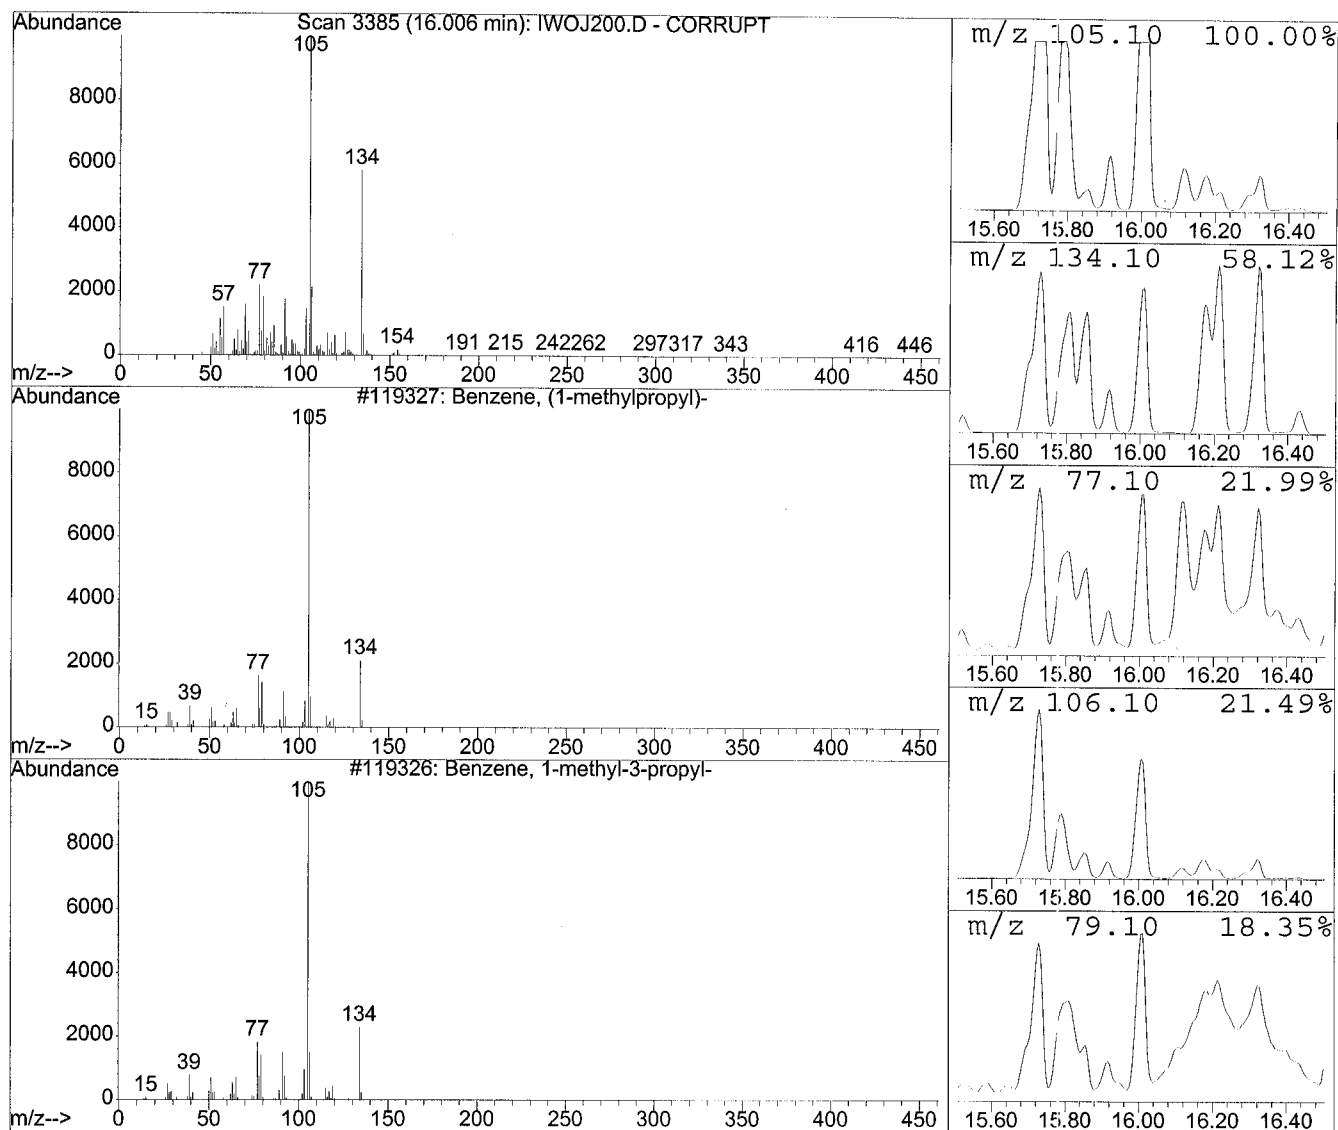 Abundance
Scan 3385 (16.006 min): IWOJ200.D - CORRUPT
105
8000
6000
134
4000
2000
57
77
154
191 215 242262 297317 343 416 446
0
m/z-->
0 50 100 150 200 250 300 350 400 450
Abundance
#119327: Benzene, (1-methylpropyl)-
105
8000
6000
4000
2000
134
77
39
15
0
m/z-->
0 50 100 150 200 250 300 350 400 450
Abundance
#119326: Benzene, 1-methyl-3-propyl-
105
8000
6000
4000
2000
134
77
39
15
0
m/z-->
0 50 100 150 200 250 300 350 400 450
m/z 105.10 100.00%
15.60 15.80 16.00 16.20 16.40
m/z 134.10 58.12%
15.60 15.80 16.00 16.20 16.40
m/z 77.10 21.99%
15.60 15.80 16.00 16.20 16.40
m/z 106.10 21.49%
15.60 15.80 16.00 16.20 16.40
m/z 79.10 18.35%
15.60 15.80 16.00 16.20 16.40